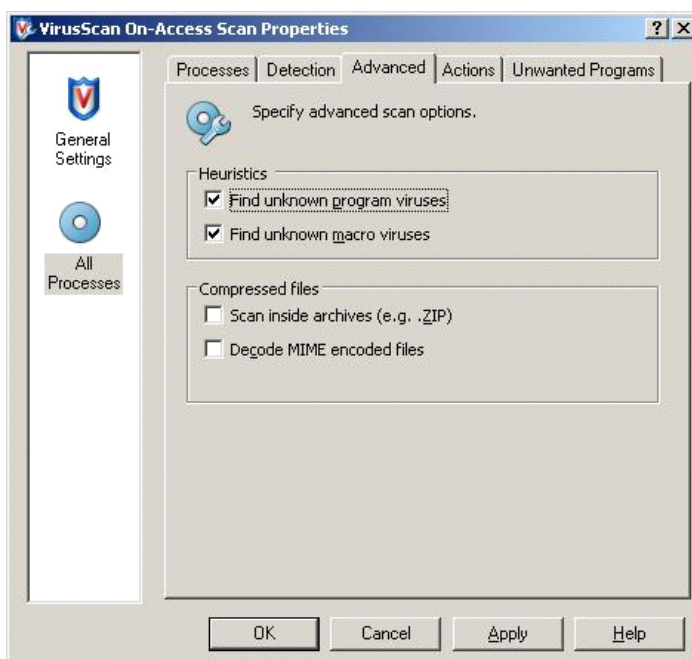 VirusScan On-Access Scan Properties
General
Settings
All
Processes
Processes Detection Advanced Actions Unwanted Programs
Specify advanced scan options.
Heuristics
Find unknown program viruses
Find unknown macro viruses
Compressed files
Scan inside archives (e.g. .ZIP)
Decode MIME encoded files
OK Cancel Apply Help